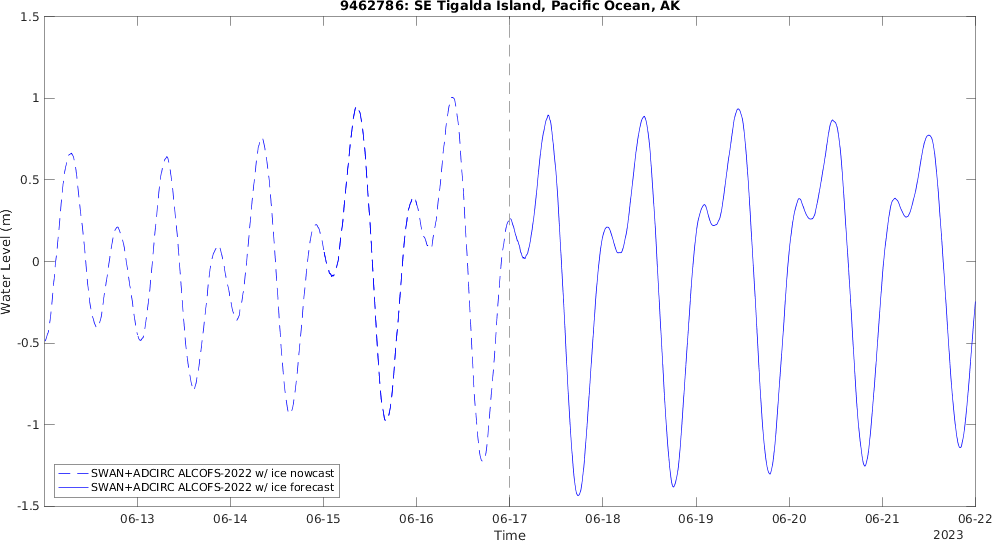 9462786: SE Tigalda Island, Pacific Ocean, AK
1.5
1
0.5
0
-0.5
-1
-1.5
Water Level (m)
SWAN+ADCIRC ALCOFS-2022 w/ ice nowcast
SWAN+ADCIRC ALCOFS-2022 w/ ice forecast
06-13 06-14 06-15 06-16 06-17 06-18 06-19 06-20 06-21 06-22
Time
2023